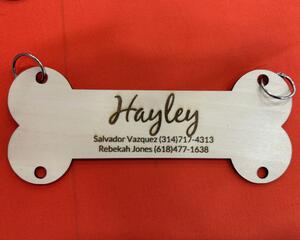 Hayley
Salvador Vazquez (314)717-4313
Rebekah Jones (618)477-1638